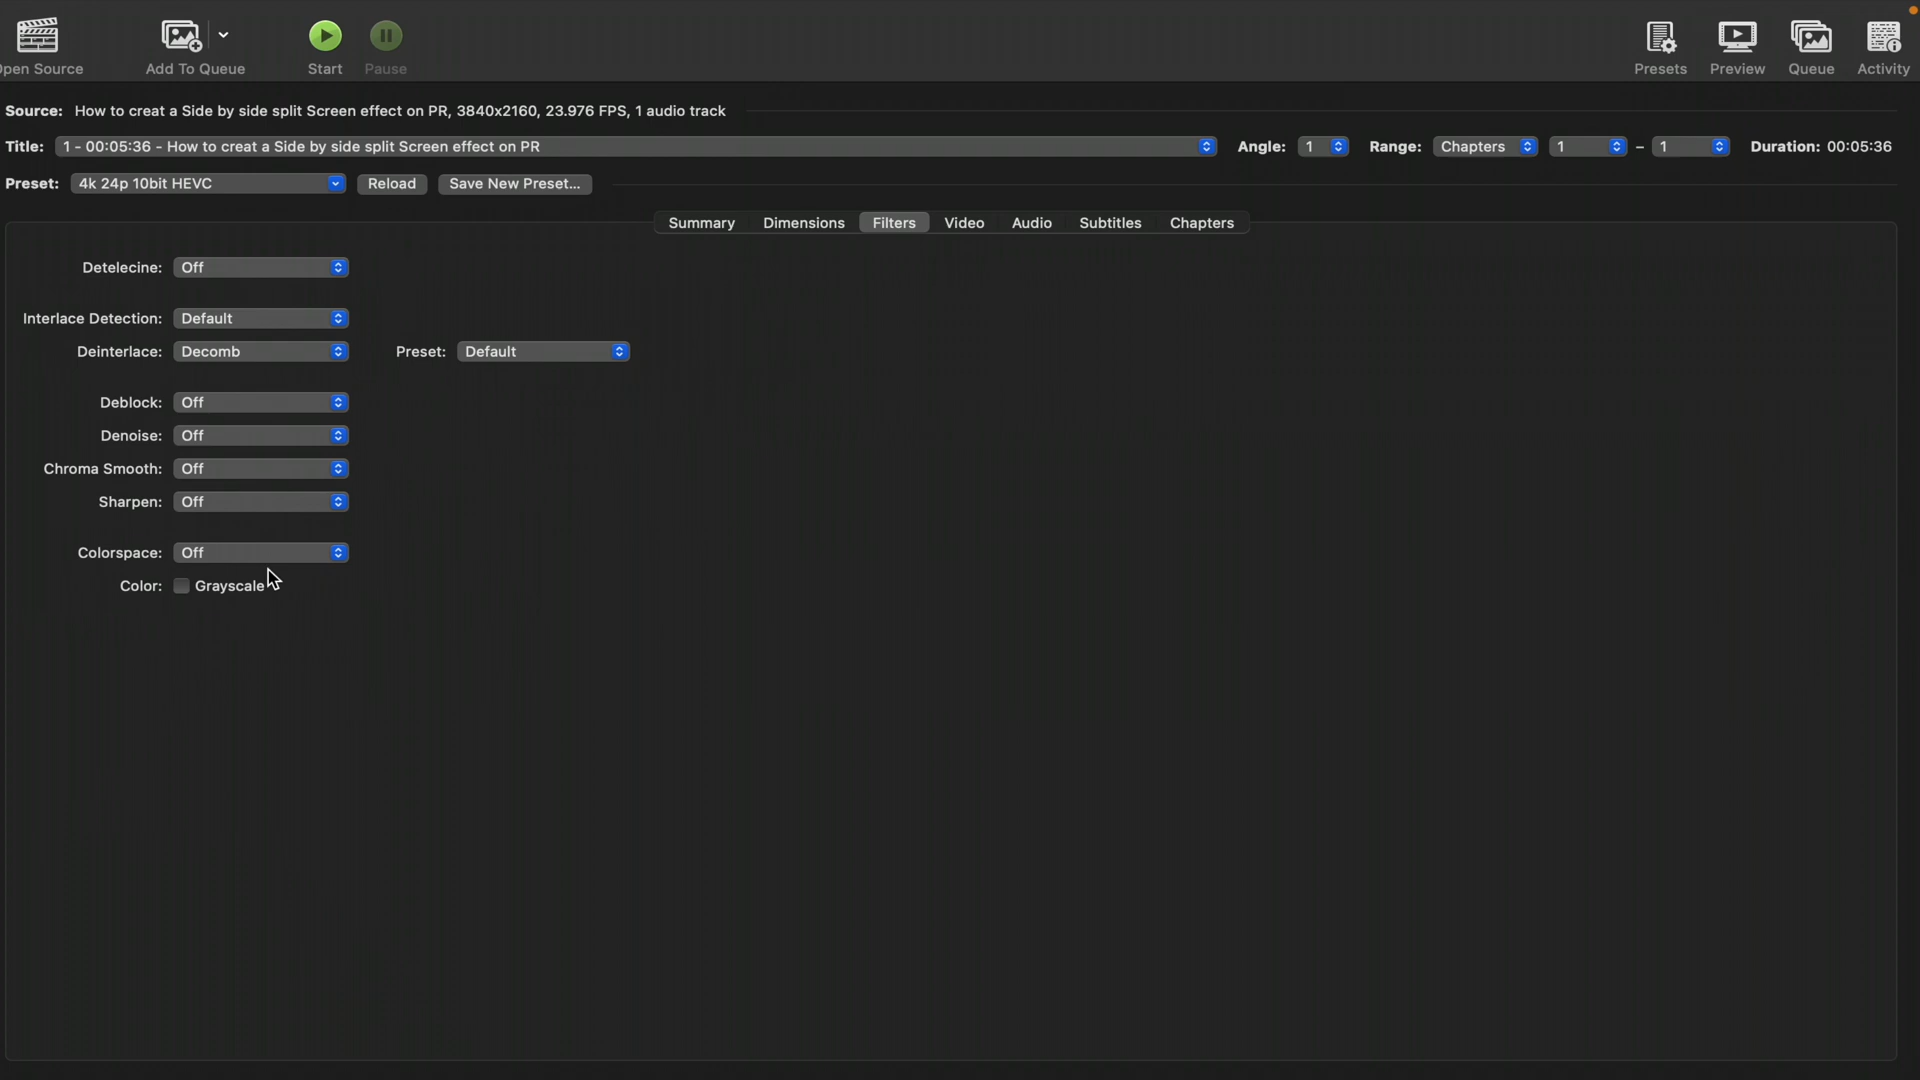 pen Source
Add To Queue
Start
Pause
Presets
Preview
Queue
Activity
Source: How to creat a Side by side split Screen effect on PR, 3840x2160, 23.976 FPS, 1 audio track
Title: 1 - 00:05:36 - How to creat a Side by side split Screen effect on PR Angle: 1 Range: Chapters 1 – 1 Duration: 00:05:36
Preset: 4k 24p 10bit HEVC Reload Save New Preset...
Summary Dimensions Filters Video Audio Subtitles Chapters
Detelecine: Off
Interlace Detection: Default
Deinterlace: Decomb Preset: Default
Deblock: Off
Denoise: Off
Chroma Smooth: Off
Sharpen: Off
Colorspace: Off
Color: Grayscale